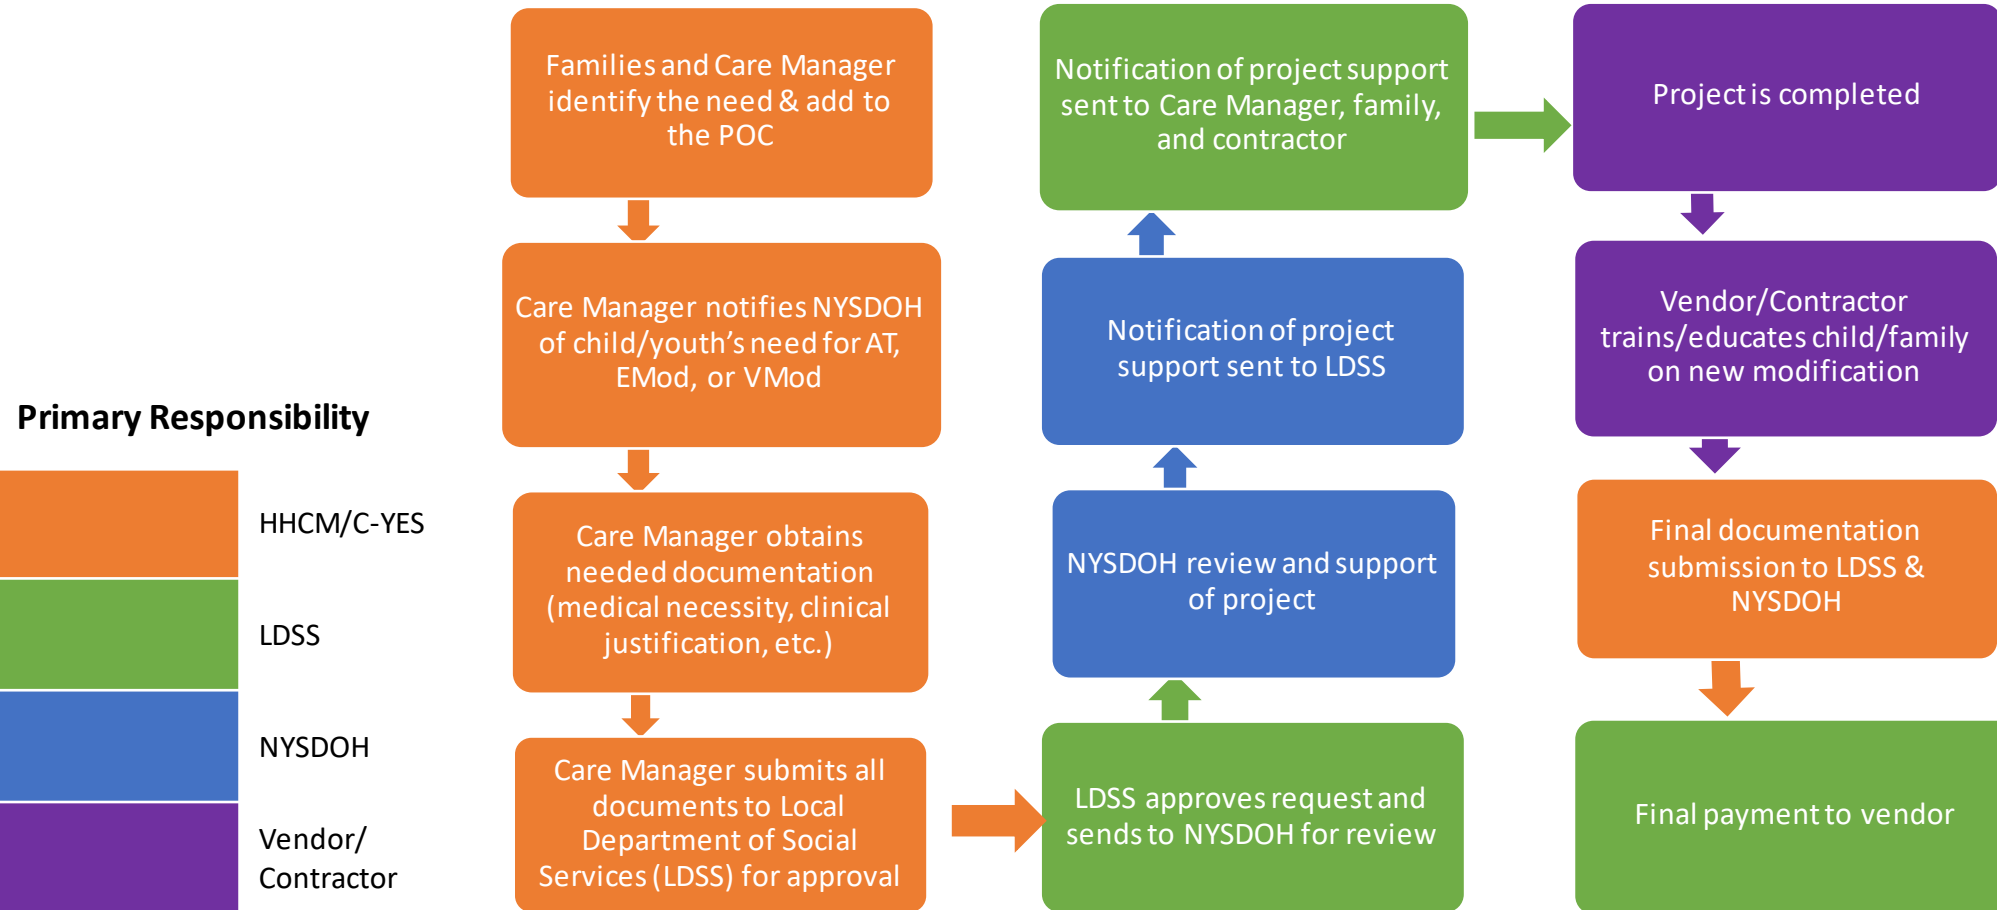 Primary Responsibility
HHCM/C-YES
LDSS
NYSDOH
Vendor/
Contractor
Families and Care Manager
identify the need & add to
the POC
Care Manager notifies NYSDOH
of child/youth’s need for AT,
EMod, or VMod
Care Manager obtains
needed documentation
(medical necessity, clinical
justification, etc.)
Care Manager submits all
documents to Local
Department of Social
Services (LDSS) for approval
LDSS approves request and
sends to NYSDOH for review
NYSDOH review and support
of project
Notification of project
support sent to LDSS
Notification of project support
sent to Care Manager, family,
and contractor
Project is completed
Vendor/Contractor
trains/educates child/family
on new modification
Final documentation
submission to LDSS &
NYSDOH
Final payment to vendor